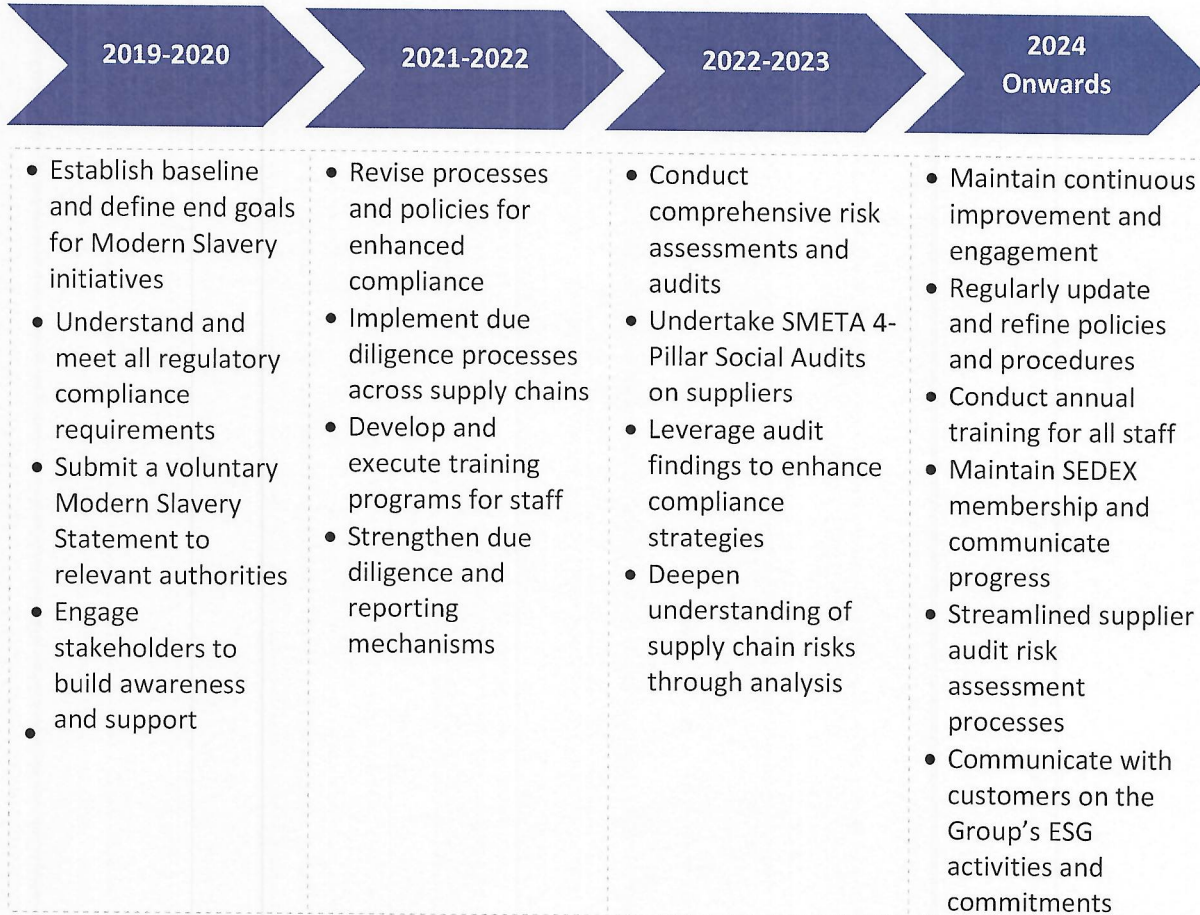 2019-2020
2021-2022
2022-2023
2024
Onwards
• Establish baseline
and define end goals
for Modern Slavery
initiatives
• Understand and
meet all regulatory
compliance
requirements
• Submit a voluntary
Modern Slavery
Statement to
relevant authorities
• Engage
stakeholders to
build awareness
and support
•
• Revise processes
and policies for
enhanced
compliance
• Implement due
diligence processes
across supply chains
• Develop and
execute training
programs for staff
• Strengthen due
diligence and
reporting
mechanisms
• Conduct
comprehensive risk
assessments and
audits
• Undertake SMETA 4-
Pillar Social Audits
on suppliers
• Leverage audit
findings to enhance
compliance
strategies
• Deepen
understanding of
supply chain risks
through analysis
• Maintain continuous
improvement and
engagement
• Regularly update
and refine policies
and procedures
• Conduct annual
training for all staff
• Maintain SEDEX
membership and
communicate
progress
• Streamlined supplier
audit risk
assessment
processes
• Communicate with
customers on the
Group's ESG
activities and
commitments